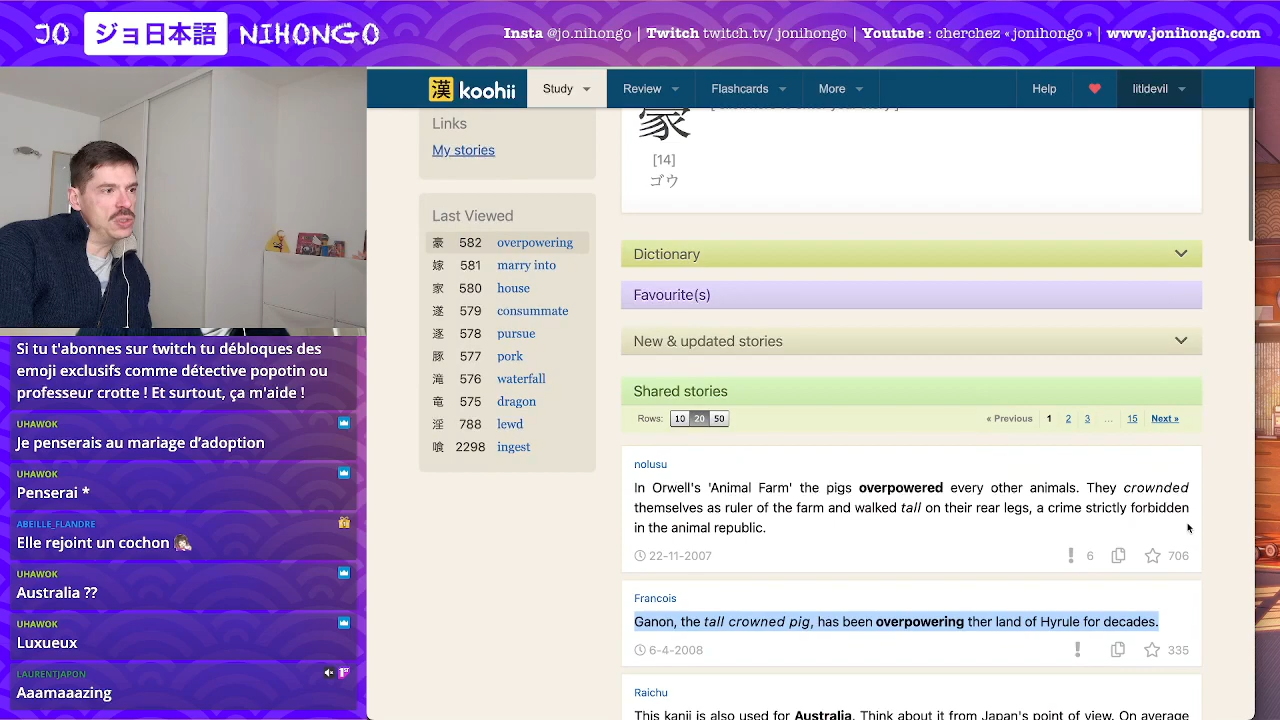 JO ジョ日本語 NIHONGO
Insta @jo.nihongo | Twitch twitch.tv/ jonihongo | Youtube : cherchez « jonihongo » | www.jonihongo.com
漢 koohii
Study
Review
Flashcards
More
Help
litldevil
Links
My stories
豪
[14]
ゴウ
Last Viewed
豪 582 overpowering
嫁 581 marry into
家 580 house
遂 579 consummate
逐 578 pursue
豚 577 pork
滝 576 waterfall
竜 575 dragon
淫 788 lewd
喰 2298 ingest
Dictionary
Favourite(s)
New & updated stories
Shared stories
Rows: 10 20 50
« Previous 1 2 3 ... 15 Next »
nolusu
In Orwell's 'Animal Farm' the pigs overpowered every other animals. They crownded
themselves as ruler of the farm and walked tall on their rear legs, a crime strictly forbidden
in the animal republic.
22-11-2007
6
706
Francois
Ganon, the tall crowned pig, has been overpowering ther land of Hyrule for decades.
6-4-2008
335
Raichu
This kanji is also used for Australia. Think about it from Japan's point of view. On average
Si tu t'abonnes sur twitch tu débloques des
emoji exclusifs comme détective popotin ou
professeur crotte ! Et surtout, ça m'aide !
UHAWOK
Je penserais au mariage d’adoption
UHAWOK
Penserai *
ABEILLE_FLANDRE
Elle rejoint un cochon
UHAWOK
Australia ??
UHAWOK
Luxueux
LAURENTJAPON
Aaamaaazing